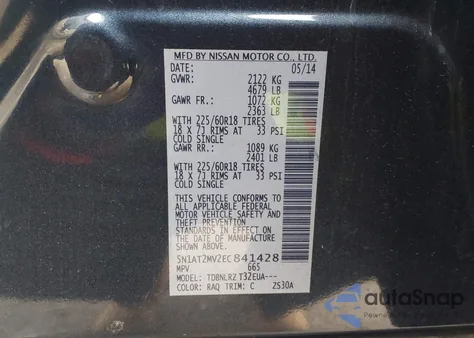 MFD BY NISSAN MOTOR CO., LTD.
DATE: 05/14
GVWR: 2122 KG
4679 LB
GAWR FR.: 1072 KG
2363 LB
WITH 225/60R18 TIRES
18 X 7J RIMS AT 33 PSI
COLD SINGLE
GAWR RR.: 1089 KG
2401 LB
WITH 225/60R18 TIRES
18 X 7J RIMS AT 33 PSI
COLD SINGLE
THIS VEHICLE CONFORMS TO
ALL APPLICABLE FEDERAL
MOTOR VEHICLE SAFETY AND
THEFT PREVENTION STANDARDS
IN EFFECT ON THE DATE OF
MANUFACTURE SHOWN ABOVE.
5N1AT2MV2EC841428
MPV 665
MODEL: TDBNLRZ T32EUA---
COLOR: RAQ TRIM: C ZS30A
autoSnap